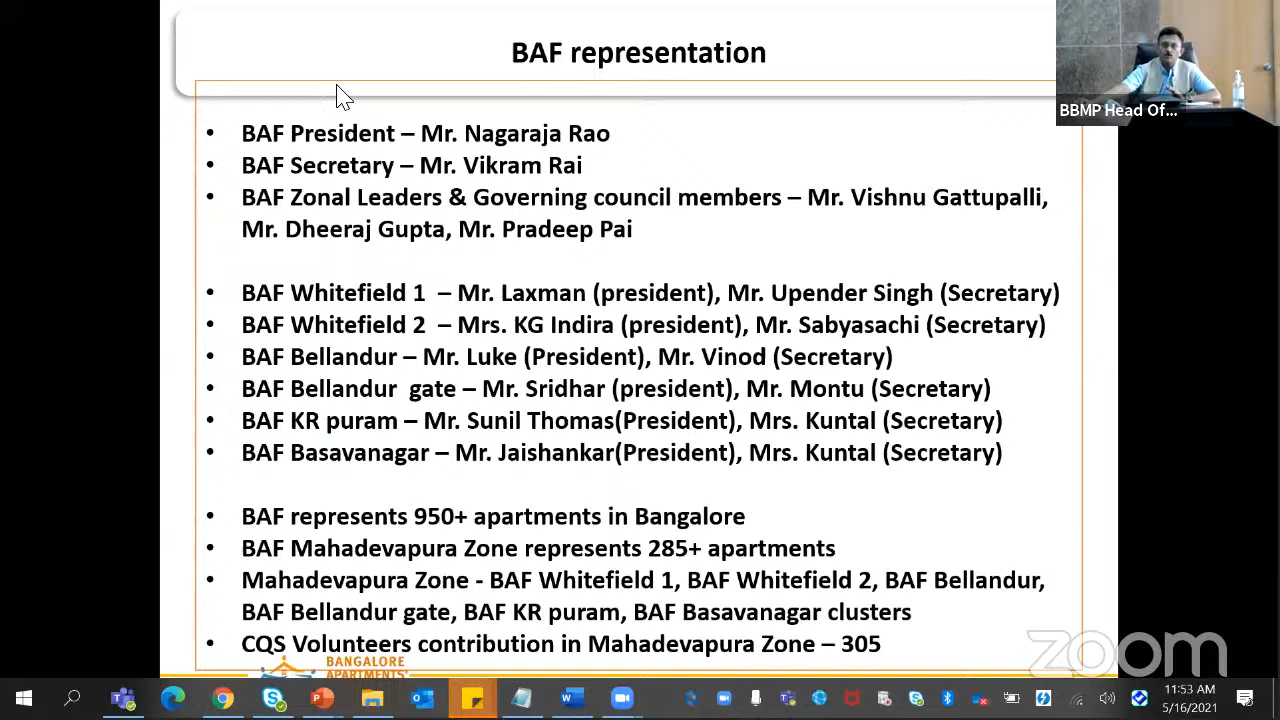 BAF representation
BBMP Head Of...
• BAF President – Mr. Nagaraja Rao
• BAF Secretary – Mr. Vikram Rai
• BAF Zonal Leaders & Governing council members – Mr. Vishnu Gattupalli,
Mr. Dheeraj Gupta, Mr. Pradeep Pai
• BAF Whitefield 1 – Mr. Laxman (president), Mr. Upender Singh (Secretary)
• BAF Whitefield 2 – Mrs. KG Indira (president), Mr. Sabyasachi (Secretary)
• BAF Bellandur – Mr. Luke (President), Mr. Vinod (Secretary)
• BAF Bellandur gate – Mr. Sridhar (president), Mr. Montu (Secretary)
• BAF KR puram – Mr. Sunil Thomas(President), Mrs. Kuntal (Secretary)
• BAF Basavanagar – Mr. Jaishankar(President), Mrs. Kuntal (Secretary)
• BAF represents 950+ apartments in Bangalore
• BAF Mahadevapura Zone represents 285+ apartments
• Mahadevapura Zone - BAF Whitefield 1, BAF Whitefield 2, BAF Bellandur,
BAF Bellandur gate, BAF KR puram, BAF Basavanagar clusters
• CQS Volunteers contribution in Mahadevapura Zone – 305
BANGALORE
APARTMENTS'
zoom
11:53 AM
5/16/2021